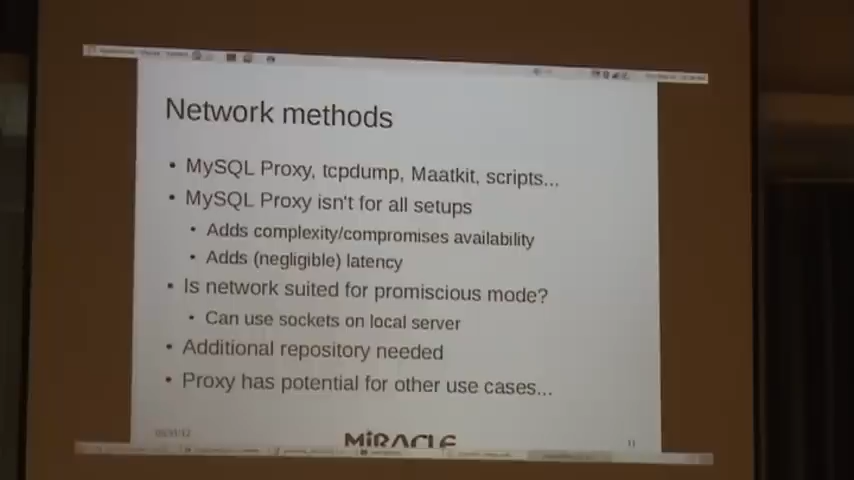 Network methods
• MySQL Proxy, tcpdump, Maatkit, scripts...
• MySQL Proxy isn't for all setups
• Adds complexity/compromises availability
• Adds (negligible) latency
• Is network suited for promiscious mode?
• Can use sockets on local server
• Additional repository needed
• Proxy has potential for other use cases...
MIRACLE
11